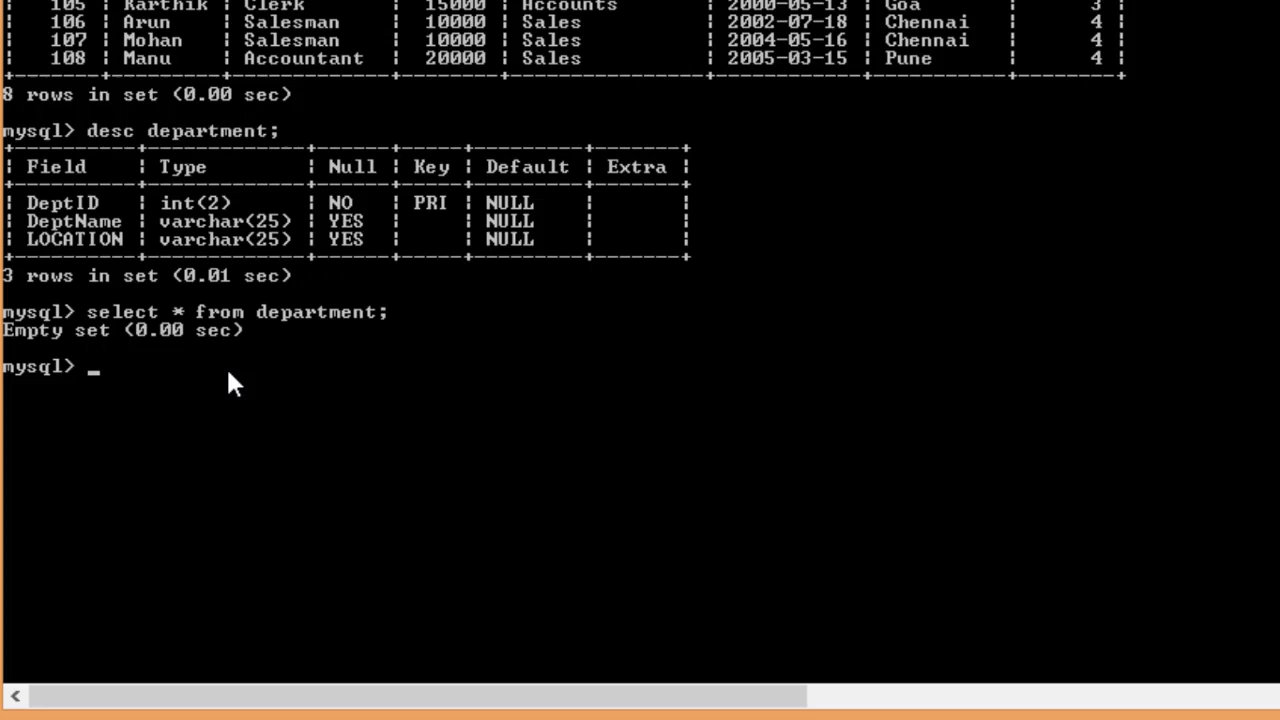 ¦ 105 ¦ Karthik ¦ Clerk ¦ 15000 ¦ Accounts ¦ 2000-05-13 ¦ Goa ¦ 3 ¦
¦ 106 ¦ Arun ¦ Salesman ¦ 10000 ¦ Sales ¦ 2002-07-18 ¦ Chennai ¦ 4 ¦
¦ 107 ¦ Mohan ¦ Salesman ¦ 10000 ¦ Sales ¦ 2004-05-16 ¦ Chennai ¦ 4 ¦
¦ 108 ¦ Manu ¦ Accountant ¦ 20000 ¦ Sales ¦ 2005-03-15 ¦ Pune ¦ 4 ¦
8 rows in set (0.00 sec)
mysql> desc department;
¦ Field ¦ Type ¦ Null ¦ Key ¦ Default ¦ Extra ¦
¦ DeptID ¦ int(2) ¦ NO ¦ PRI ¦ NULL ¦ ¦
¦ DeptName ¦ varchar(25) ¦ YES ¦ ¦ NULL ¦ ¦
¦ LOCATION ¦ varchar(25) ¦ YES ¦ ¦ NULL ¦ ¦
3 rows in set (0.01 sec)
mysql> select * from department;
Empty set (0.00 sec)
mysql> _